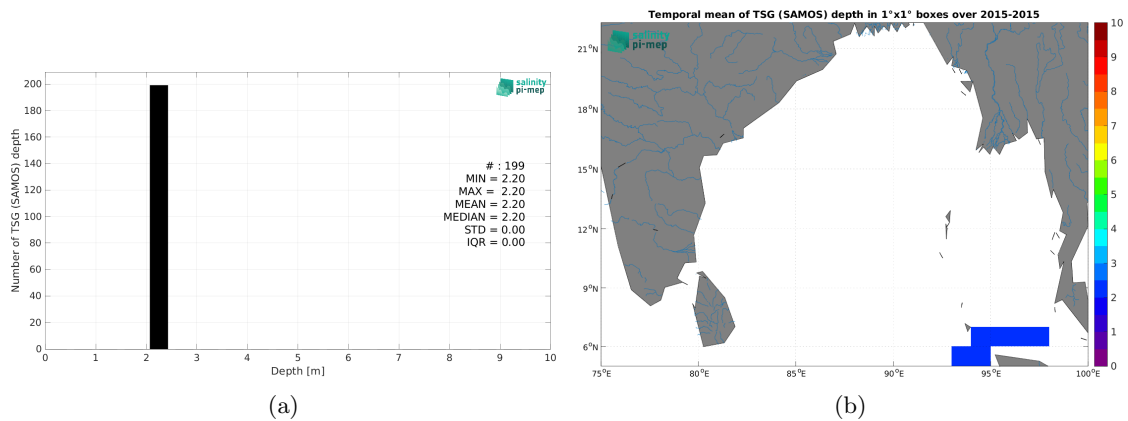 200
180
160
140
120
100
80
60
40
20
0
Number of TSG (SAMOS) depth
salinity
pi-mep
# : 199
MIN = 2.20
MAX = 2.20
MEAN = 2.20
MEDIAN = 2.20
STD = 0.00
IQR = 0.00
0 1 2 3 4 5 6 7 8 9 10
Depth [m]
(a)
Temporal mean of TSG (SAMOS) depth in 1°x1° boxes over 2015-2015
salinity
pi-mep
21°N
18°N
15°N
12°N
9°N
6°N
75°E 80°E 85°E 90°E 95°E 100°E
10
9
8
7
6
5
4
3
2
1
0
(b)